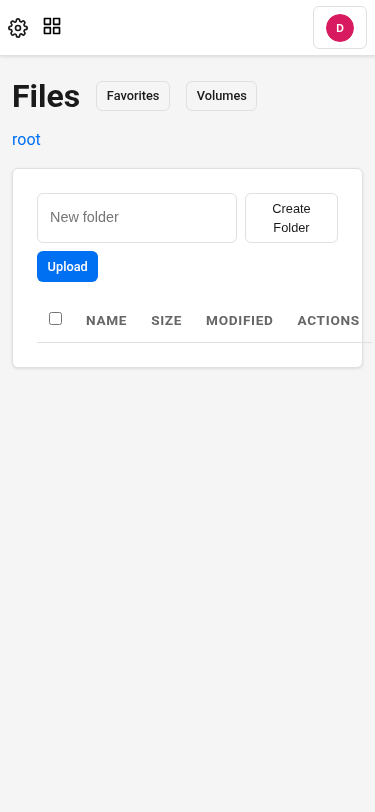 D
Files Favorites Volumes
root
New folder
Create
Folder
Upload
NAME SIZE MODIFIED ACTIONS